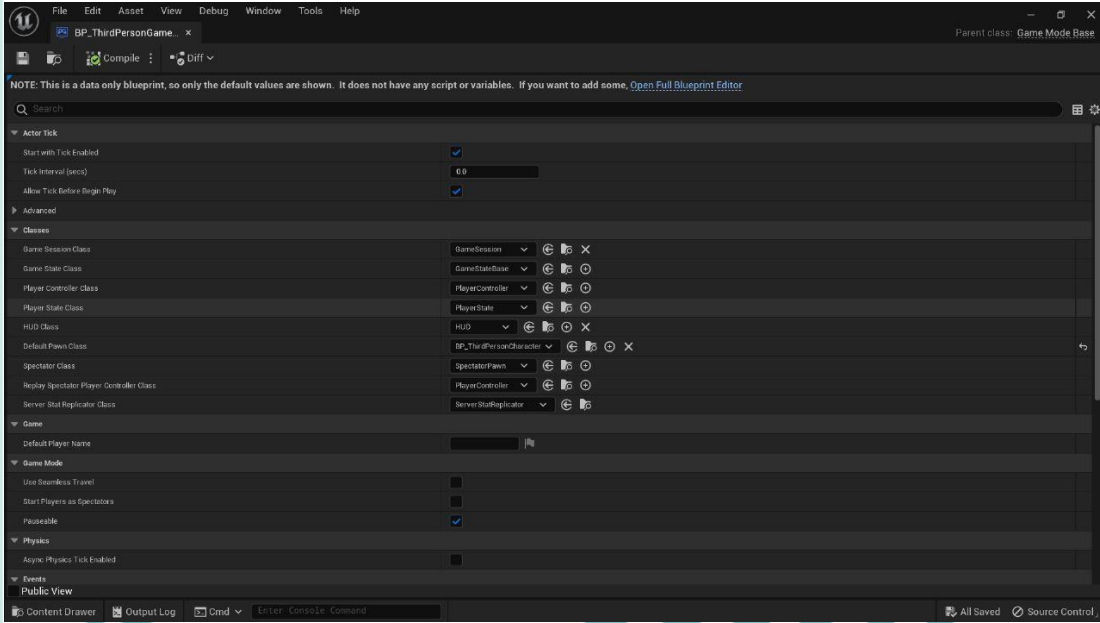 File Edit Asset View Debug Window Tools Help
BP_ThirdPersonGame...
Parent class: Game Mode Base
Compile Diff
NOTE: This is a data only blueprint, so only the default values are shown. It does not have any script or variables. If you want to add some, Open Full Blueprint Editor
Search
Actor Tick
Start with Tick Enabled
Tick Interval (secs) 0.0
Allow Tick Before Begin Play
Advanced
Classes
Game Session Class GameSession
Game State Class GameStateBase
Player Controller Class PlayerController
Player State Class PlayerState
HUD Class HUD
Default Pawn Class BP_ThirdPersonCharacter
Spectator Class SpectatorPawn
Replay Spectator Player Controller Class PlayerController
Server Stat Replicator Class ServerStatReplicator
Game
Default Player Name
Game Mode
Use Seamless Travel
Start Players as Spectators
Pauseable
Physics
Async Physics Tick Enabled
Events
Public View
Content Drawer Output Log Cmd Enter Console Command All Saved Source Control